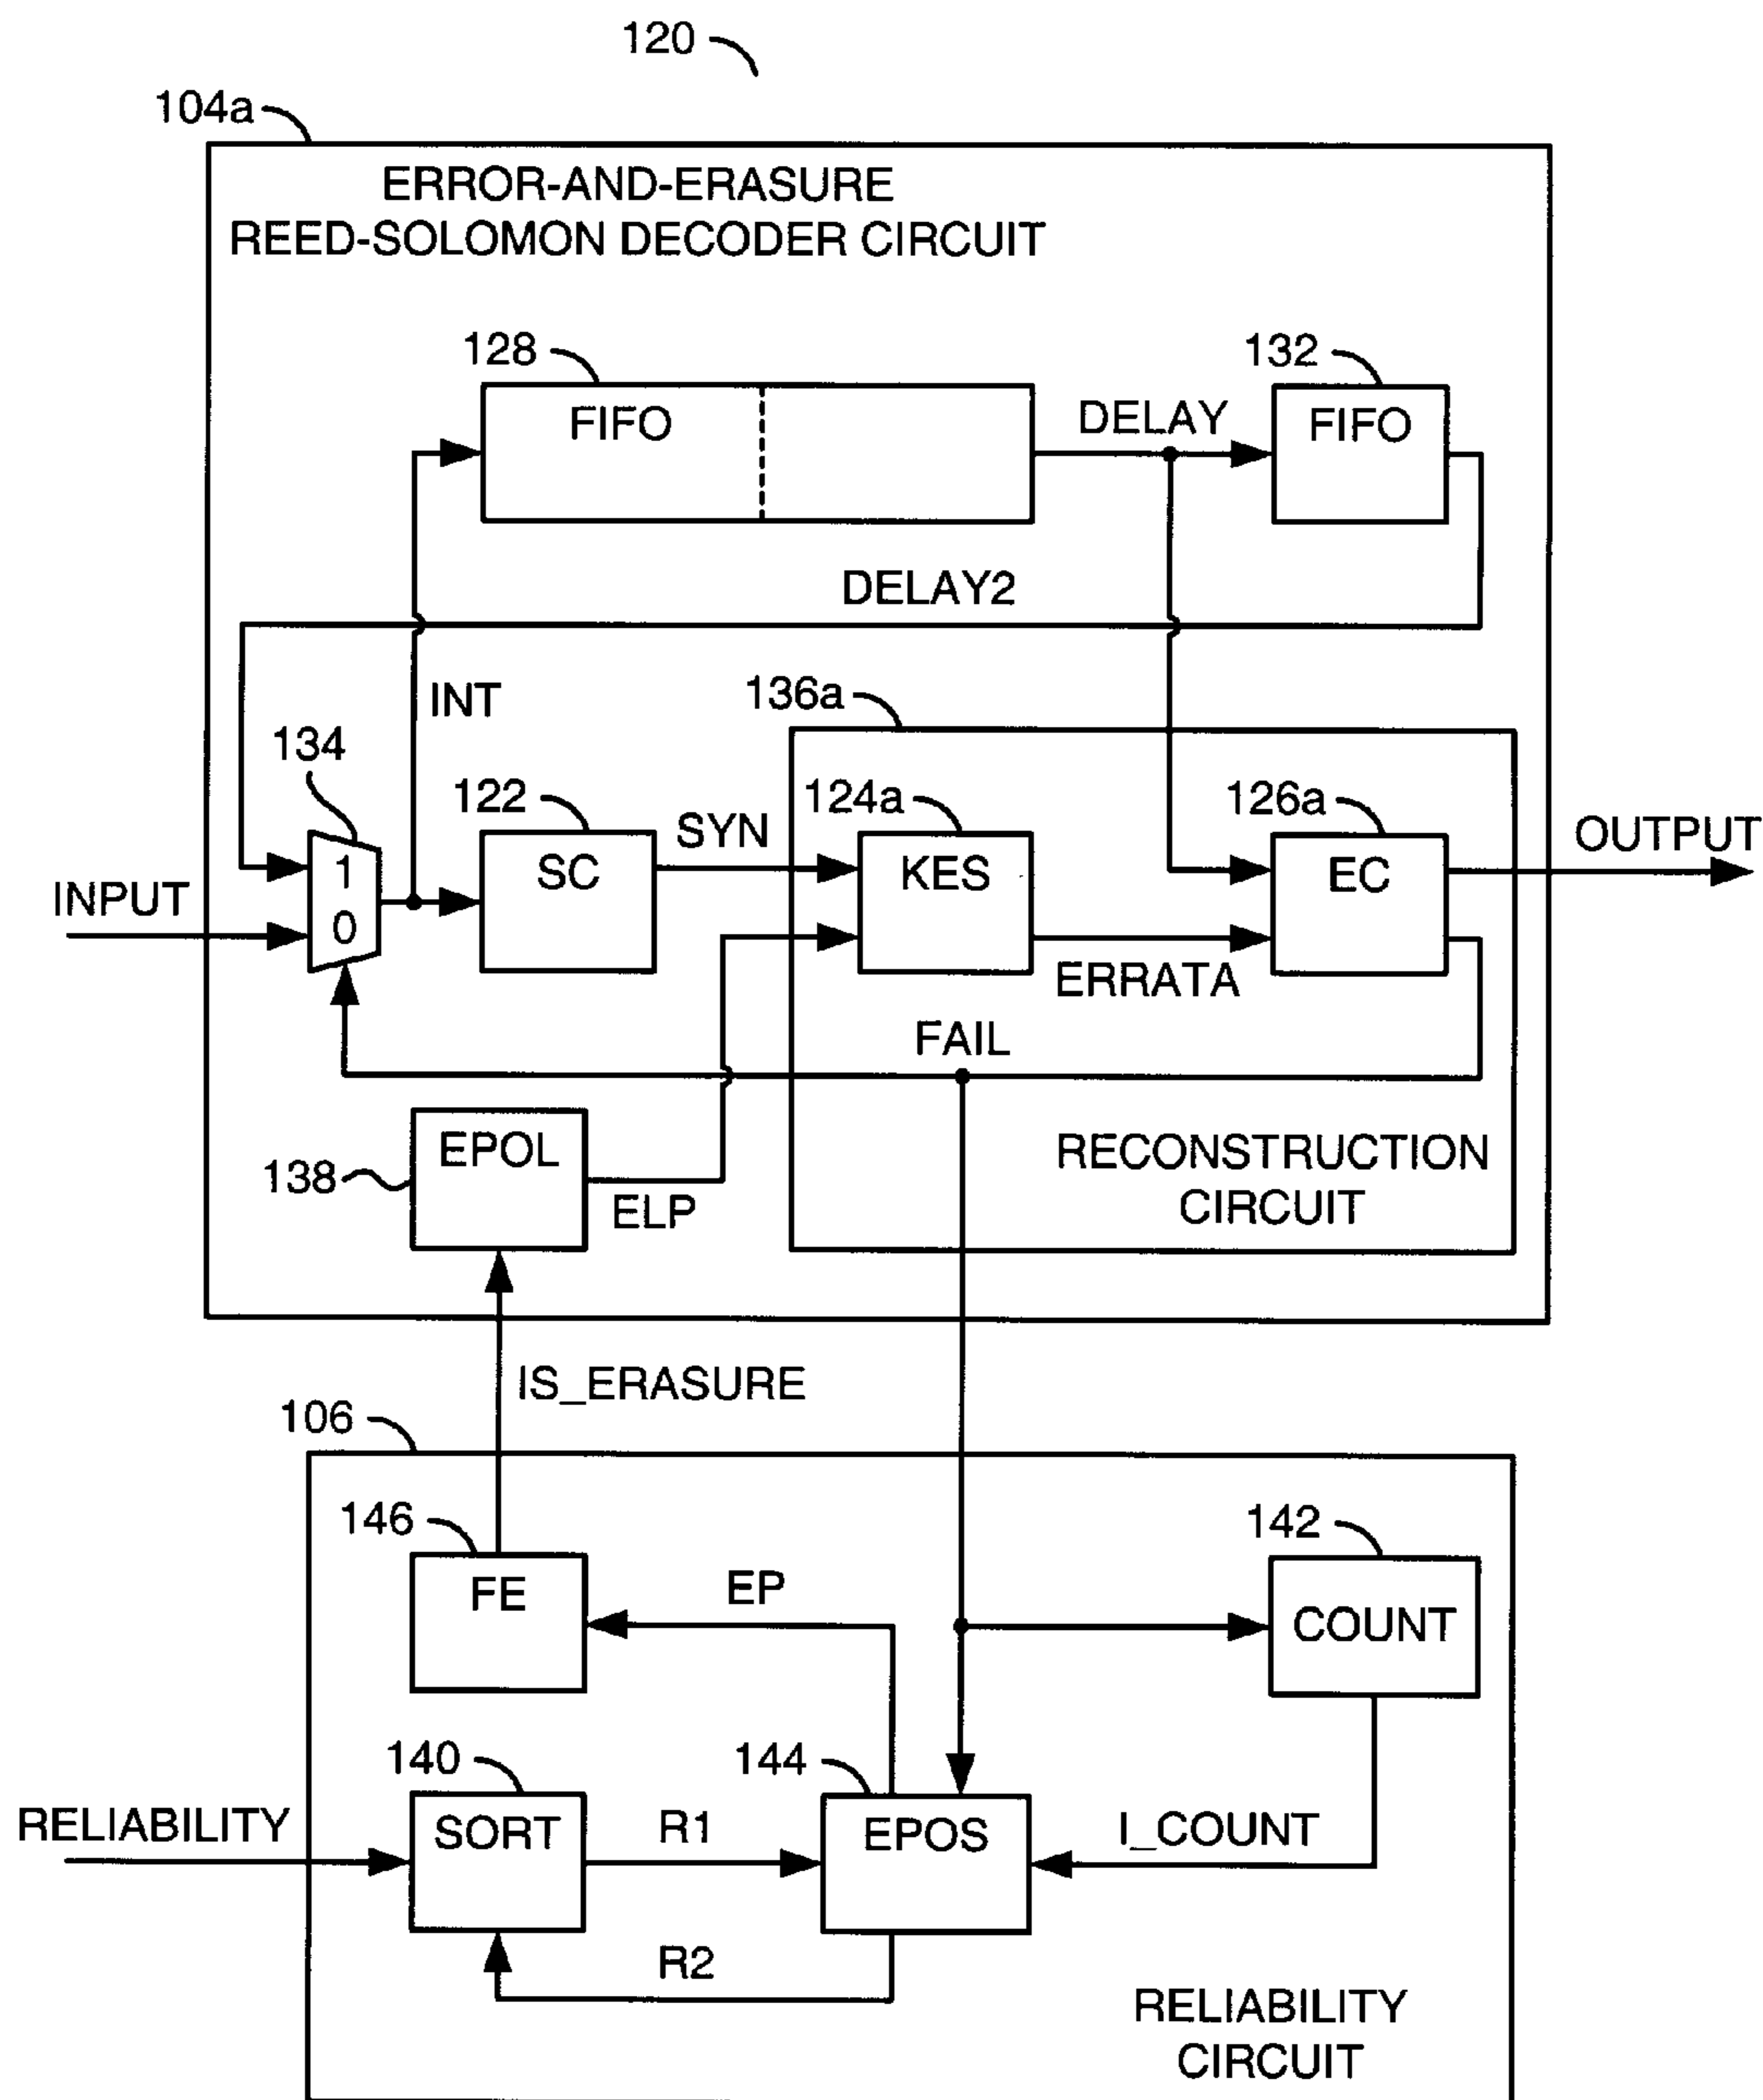 120
104a
ERROR-AND-ERASURE
REED-SOLOMON DECODER CIRCUIT
128
132
FIFO
DELAY
FIFO
DELAY2
INT
136a
134
122
SYN
124a
126a
OUTPUT
1
SC
KES
EC
INPUT
0
ERRATA
FAIL
EPOL
RECONSTRUCTION
CIRCUIT
138
ELP
IS_ERASURE
106
146
142
FE
EP
COUNT
140
144
RELIABILITY
SORT
R1
EPOS
I_COUNT
R2
RELIABILITY
CIRCUIT